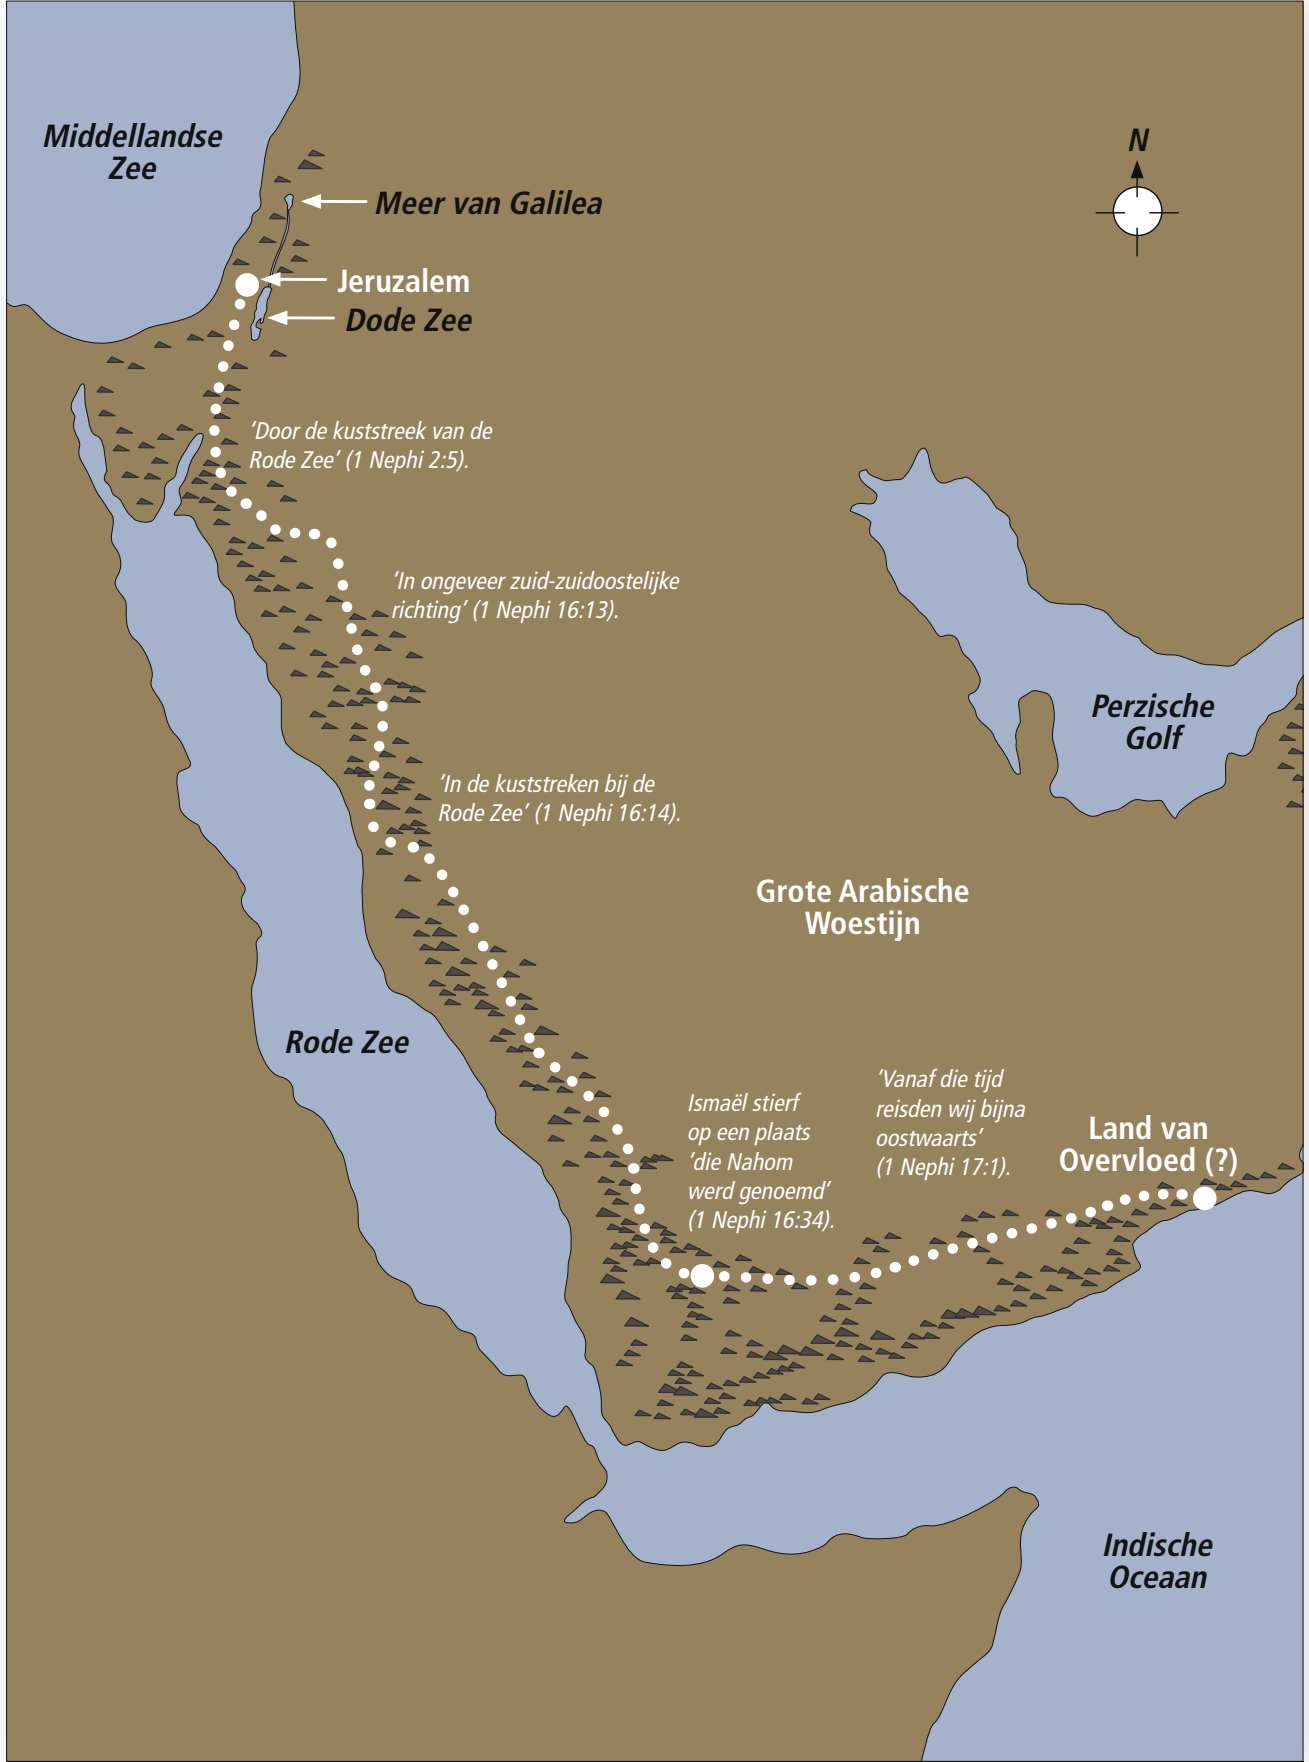 Middellandse
Zee
N
Meer van Galilea
Jeruzalem
Dode Zee
‘Door de kuststreek van de
Rode Zee’ (1 Nephi 2:5).
‘In ongeveer zuid-zuidoostelijke
richting’ (1 Nephi 16:13).
Perzische
Golf
‘In de kuststreken bij de
Rode Zee’ (1 Nephi 16:14).
Grote Arabische
Woestijn
Rode Zee
Ismaël stierf
op een plaats
‘die Nahom
werd genoemd’
(1 Nephi 16:34).
‘Vanaf die tijd
reisden wij bijna
oostwaarts’
(1 Nephi 17:1).
Land van
Overvloed (?)
Indische
Oceaan